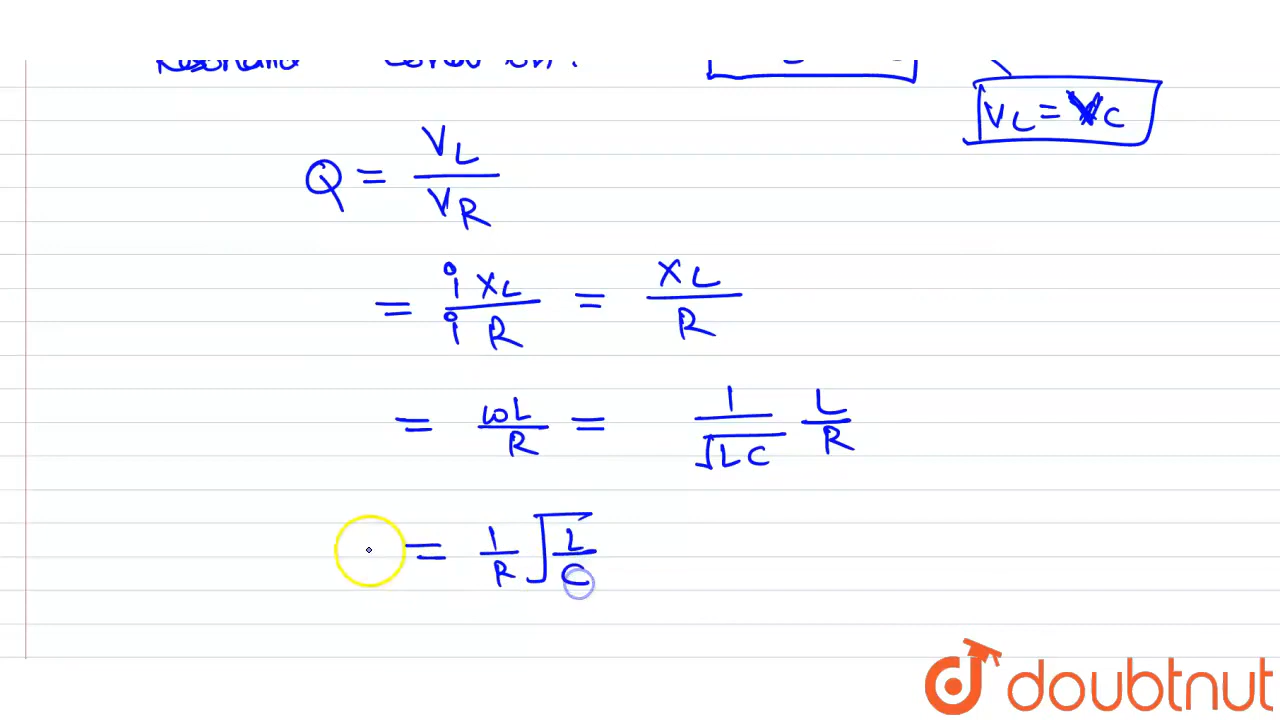 V_L = V_C
Q = V_L / V_R
= i X_L / i R = X_L / R
= ωL / R = 1 / √LC L / R
= 1 / R √L / C
doubtnut